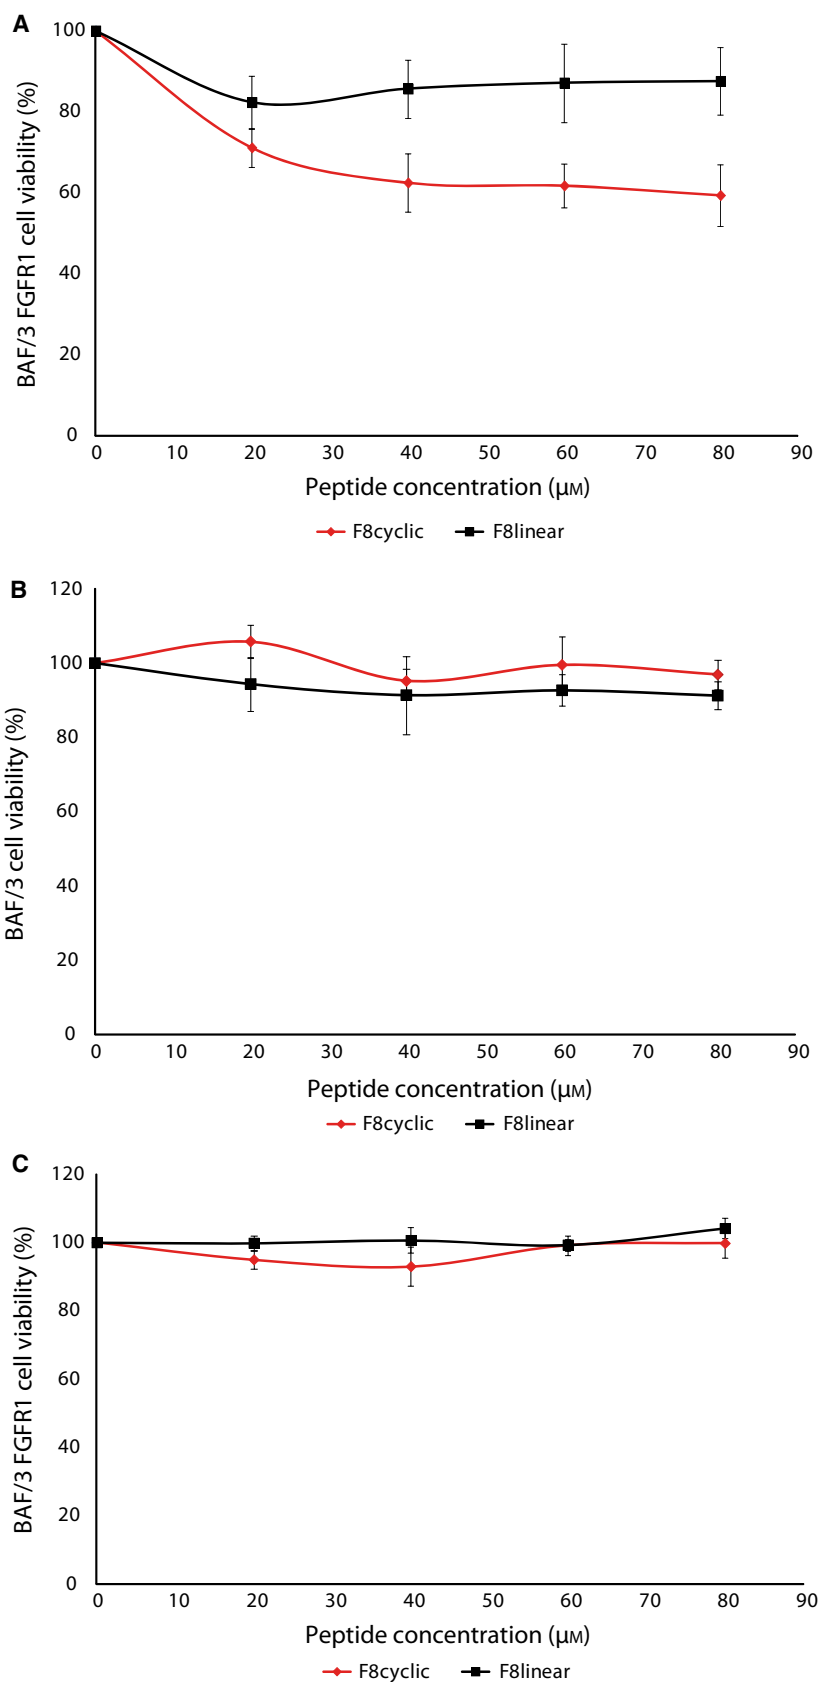 A
100
80
60
40
20
0
BAF/3 FGFR1 cell viability (%)
0 10 20 30 40 50 60 70 80 90
Peptide concentration (µM)
F8cyclic F8linear
B
120
100
80
60
40
20
0
BAF/3 cell viability (%)
0 10 20 30 40 50 60 70 80 90
Peptide concentration (µM)
F8cyclic F8linear
C
120
100
80
60
40
20
0
BAF/3 FGFR1 cell viability (%)
0 10 20 30 40 50 60 70 80 90
Peptide concentration (µM)
F8cyclic F8linear